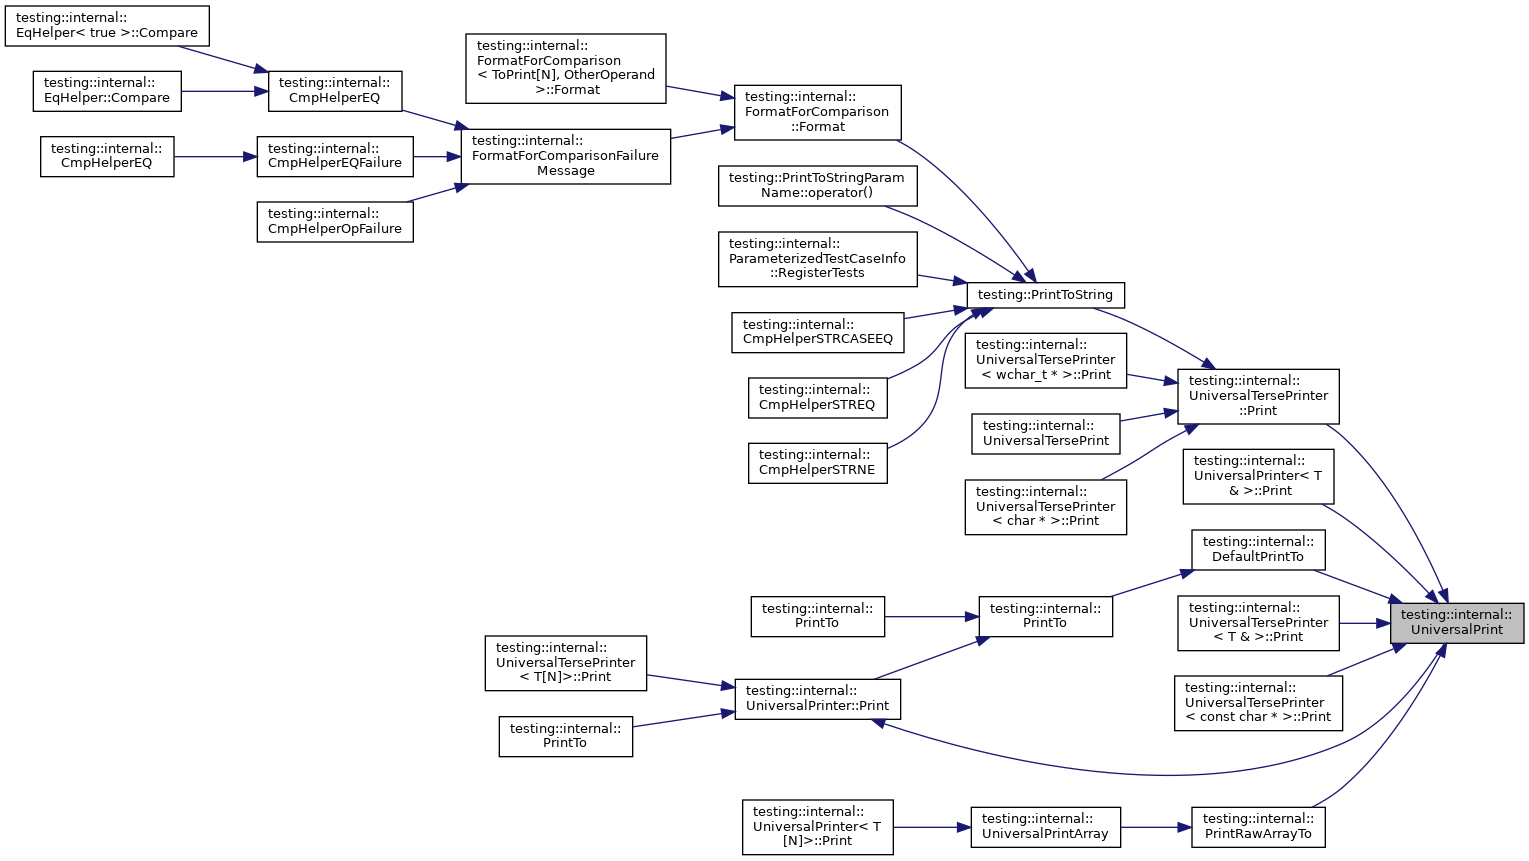 testing::internal::
EqHelper< true >::Compare
testing::internal::
EqHelper::Compare
testing::internal::
CmpHelperEQ
testing::internal::
CmpHelperEQ
testing::internal::
CmpHelperEQFailure
testing::internal::
CmpHelperOpFailure
testing::internal::
FormatForComparison
< ToPrint[N], OtherOperand
>::Format
testing::internal::
FormatForComparisonFailure
Message
testing::internal::
FormatForComparison
::Format
testing::PrintToStringParam
Name::operator()
testing::internal::
ParameterizedTestCaseInfo
::RegisterTests
testing::internal::
CmpHelperSTRCASEEQ
testing::internal::
CmpHelperSTREQ
testing::internal::
CmpHelperSTRNE
testing::PrintToString
testing::internal::
UniversalTersePrinter
< wchar_t * >::Print
testing::internal::
UniversalTersePrint
testing::internal::
UniversalTersePrinter
< char * >::Print
testing::internal::
UniversalTersePrinter
::Print
testing::internal::
UniversalPrinter< T
& >::Print
testing::internal::
DefaultPrintTo
testing::internal::
UniversalTersePrinter
< T & >::Print
testing::internal::
UniversalTersePrinter
< const char * >::Print
testing::internal::
UniversalPrint
testing::internal::
PrintTo
testing::internal::
PrintTo
testing::internal::
UniversalTersePrinter
< T[N]>::Print
testing::internal::
PrintTo
testing::internal::
UniversalPrinter::Print
testing::internal::
UniversalPrinter< T
[N]>::Print
testing::internal::
UniversalPrintArray
testing::internal::
PrintRawArrayTo